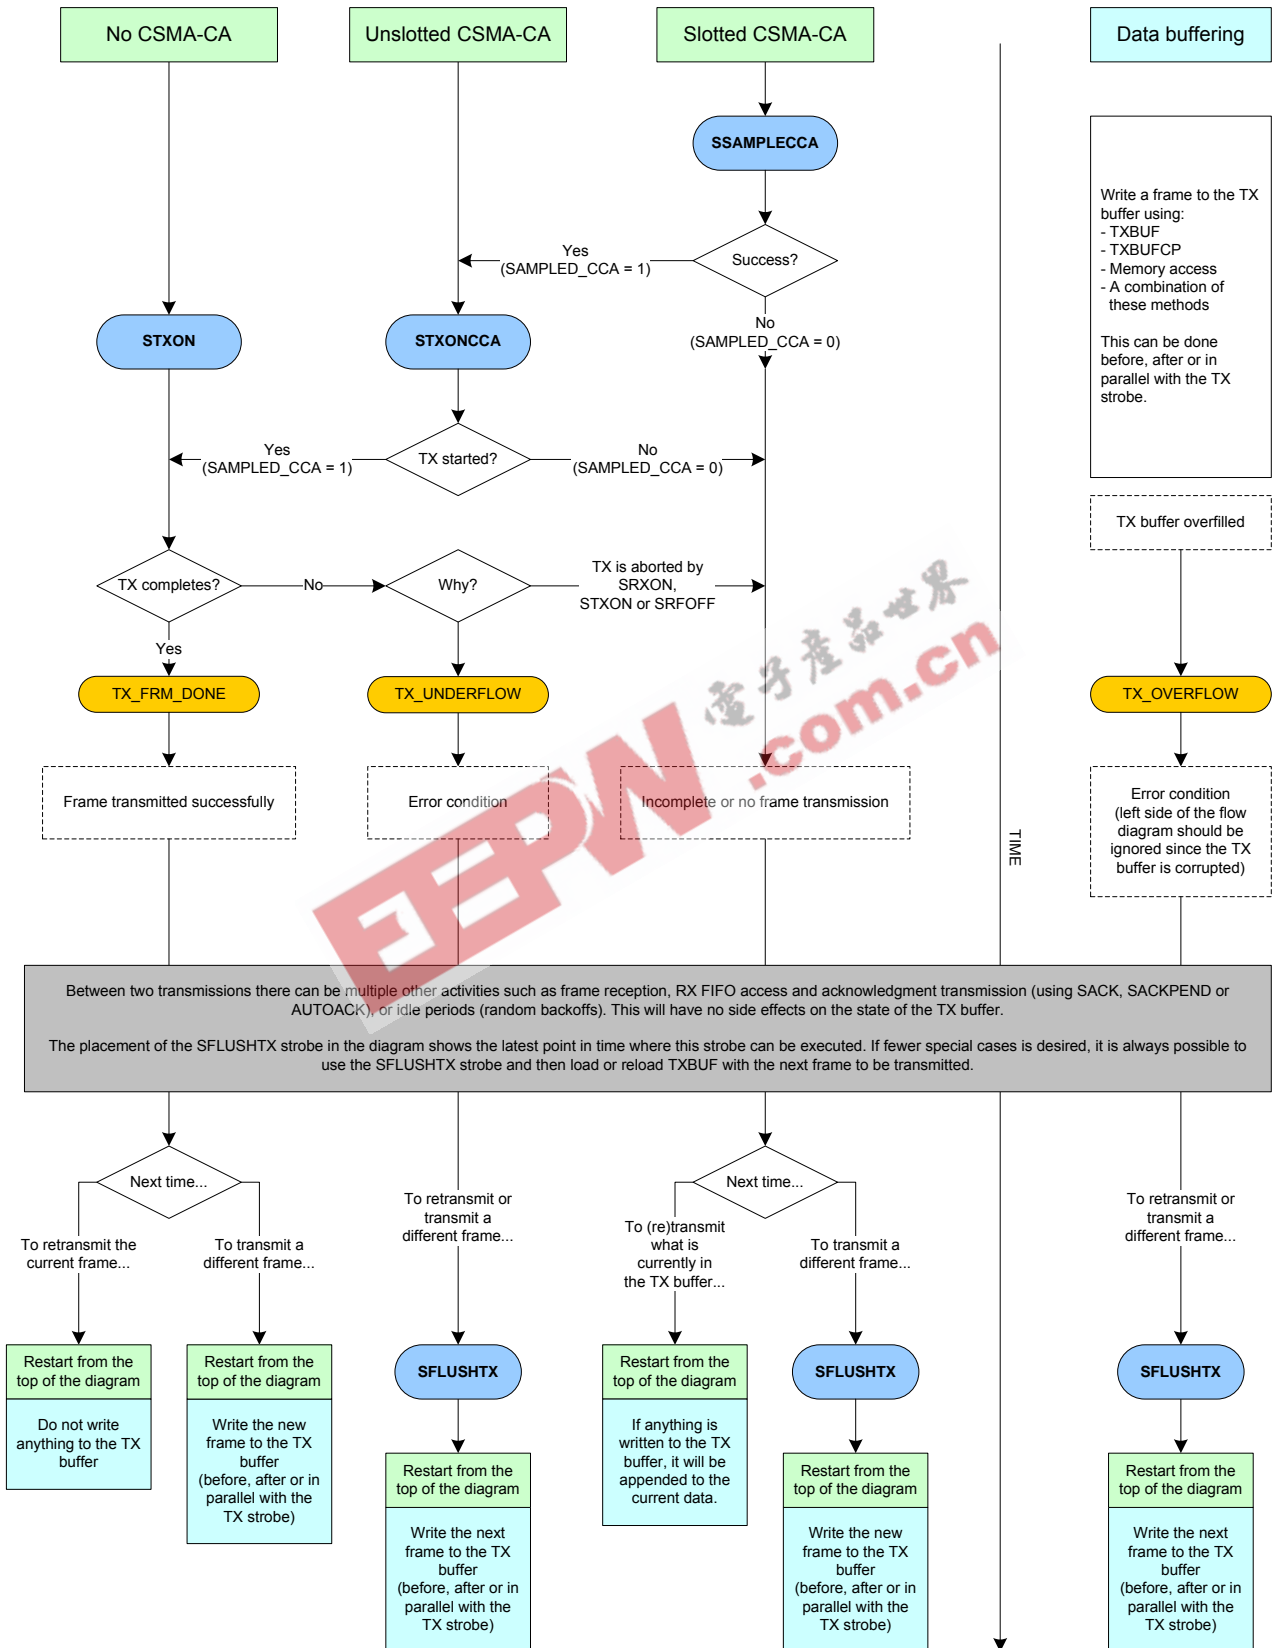 No CSMA-CA
Unslotted CSMA-CA
Slotted CSMA-CA
Data buffering
SSAMPLECCA
Write a frame to the TX
buffer using:
- TXBUF
- TXBUFCP
- Memory access
- A combination of
these methods
This can be done
before, after or in
parallel with the TX
strobe.
Yes
(SAMPLED_CCA = 1)
Success?
No
(SAMPLED_CCA = 0)
STXON
STXONCCA
Yes
(SAMPLED_CCA = 1)
TX started?
No
(SAMPLED_CCA = 0)
TX buffer overfilled
TX completes?
No
Why?
TX is aborted by
SRXON,
STXON or SRFOFF
Yes
TX_FRM_DONE
TX_UNDERFLOW
TX_OVERFLOW
電子產品世界
EEPW
.com.cn
Frame transmitted successfully
Error condition
Incomplete or no frame transmission
TIME
Error condition
(left side of the flow
diagram should be
ignored since the TX
buffer is corrupted)
Between two transmissions there can be multiple other activities such as frame reception, RX FIFO access and acknowledgment transmission (using SACK, SACKPEND or
AUTOACK), or idle periods (random backoffs). This will have no side effects on the state of the TX buffer.
The placement of the SFLUSHTX strobe in the diagram shows the latest point in time where this strobe can be executed. If fewer special cases is desired, it is always possible to
use the SFLUSHTX strobe and then load or reload TXBUF with the next frame to be transmitted.
Next time...
To retransmit the
current frame...
To transmit a
different frame...
To retransmit or
transmit a
different frame...
Next time...
To (re)transmit
what is
currently in
the TX buffer...
To transmit a
different frame...
To retransmit or
transmit a
different frame...
Restart from the
top of the diagram
Do not write
anything to the TX
buffer
Restart from the
top of the diagram
Write the new
frame to the TX
buffer
(before, after or in
parallel with the
TX strobe)
SFLUSHTX
Restart from the
top of the diagram
Write the next
frame to the TX
buffer
(before, after or in
parallel with the
TX strobe)
Restart from the
top of the diagram
If anything is
written to the TX
buffer, it will be
appended to the
current data.
SFLUSHTX
Restart from the
top of the diagram
Write the new
frame to the TX
buffer
(before, after or in
parallel with the
TX strobe)
SFLUSHTX
Restart from the
top of the diagram
Write the next
frame to the TX
buffer
(before, after or in
parallel with the
TX strobe)